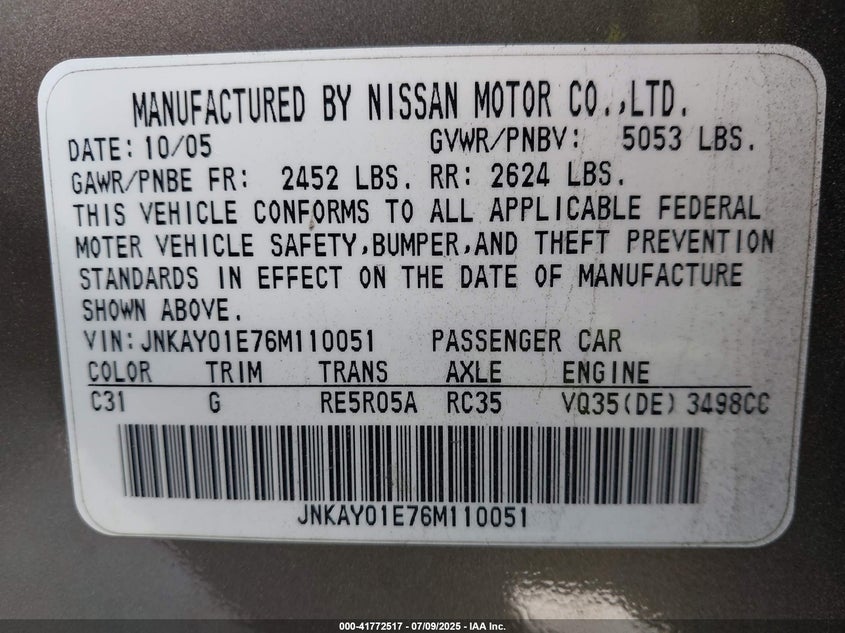 MANUFACTURED BY NISSAN MOTOR CO.,LTD.
DATE: 10/05 GVWR/PNBV: 5053 LBS.
GAWR/PNBE FR: 2452 LBS. RR: 2624 LBS.
THIS VEHICLE CONFORMS TO ALL APPLICABLE FEDERAL
MOTER VEHICLE SAFETY,BUMPER,AND THEFT PREVENTION
STANDARDS IN EFFECT ON THE DATE OF MANUFACTURE
SHOWN ABOVE.
VIN:JNKAY01E76M110051 PASSENGER CAR
COLOR TRIM TRANS AXLE ENGINE
C31 G RE5R05A RC35 VQ35(DE) 3498CC
JNKAY01E76M110051
000-41772517 - 07/09/2025 - IAA Inc.